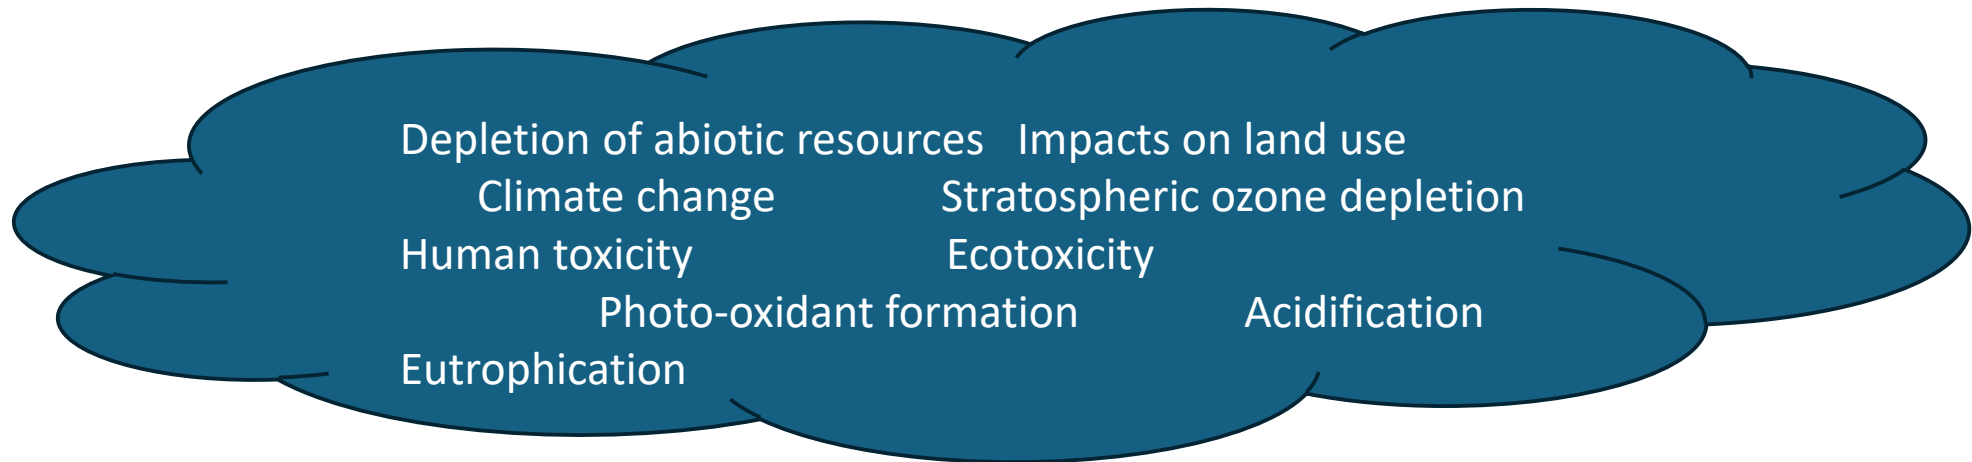 Depletion of abiotic resources Impacts on land use
Climate change Stratospheric ozone depletion
Human toxicity Ecotoxicity
Photo-oxidant formation Acidification
Eutrophication